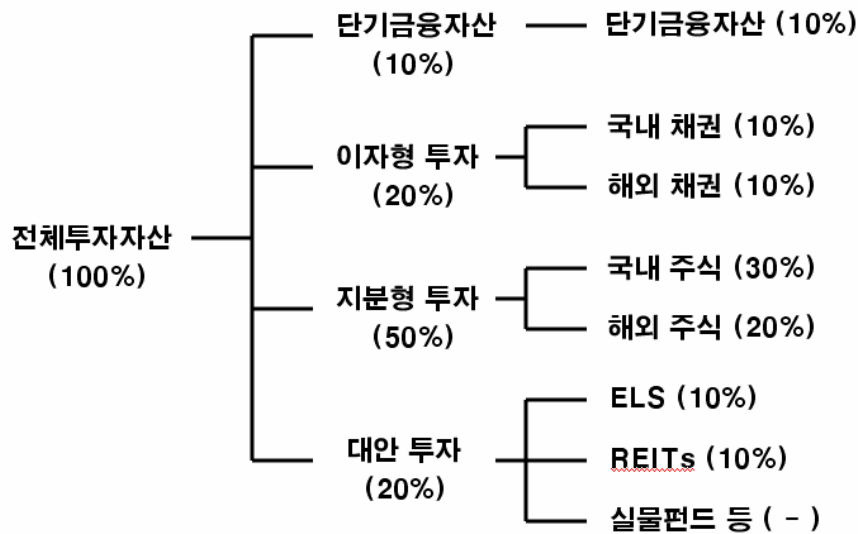 전체투자자산
(100%)
단기금융자산
(10%)
단기금융자산 (10%)
이자형 투자
(20%)
국내 채권 (10%)
해외 채권 (10%)
지분형 투자
(50%)
국내 주식 (30%)
해외 주식 (20%)
대안 투자
(20%)
ELS (10%)
REITs (10%)
실물펀드 등 ( - )